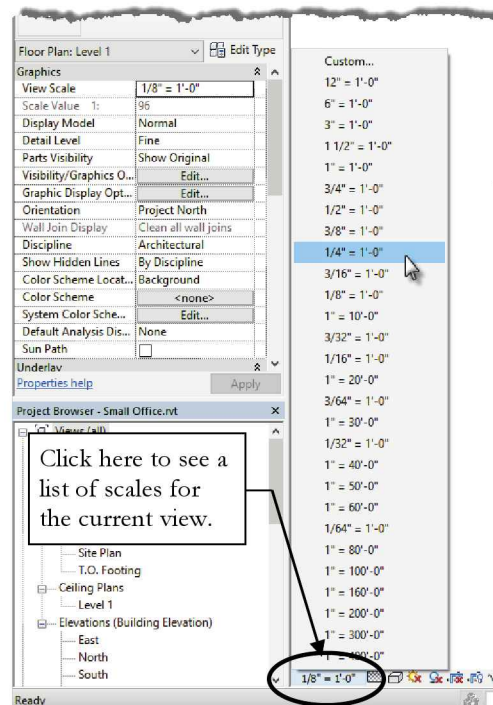 Floor Plan: Level 1
Edit Type
Graphics
View Scale 1/8" = 1'-0"
Scale Value 1: 96
Display Model Normal
Detail Level Fine
Parts Visibility Show Original
Visibility/Graphics O... Edit...
Graphic Display Opt... Edit...
Orientation Project North
Wall Join Display Clean all wall joins
Discipline Architectural
Show Hidden Lines By Discipline
Color Scheme Locat... Background
Color Scheme <none>
System Color Sche... Edit...
Default Analysis Dis... None
Sun Path
Underlay
Properties help
Apply
Project Browser - Small Office.rvt
Views (all)
Click here to see a
list of scales for
the current view.
Site Plan
T.O. Footing
Ceiling Plans
Level 1
Elevations (Building Elevation)
East
North
South
Ready
Custom...
12" = 1'-0"
6" = 1'-0"
3" = 1'-0"
1 1/2" = 1'-0"
1" = 1'-0"
3/4" = 1'-0"
1/2" = 1'-0"
3/8" = 1'-0"
1/4" = 1'-0"
3/16" = 1'-0"
1/8" = 1'-0"
1" = 10'-0"
3/32" = 1'-0"
1/16" = 1'-0"
1" = 20'-0"
3/64" = 1'-0"
1" = 30'-0"
1/32" = 1'-0"
1" = 40'-0"
1" = 50'-0"
1" = 60'-0"
1/64" = 1'-0"
1" = 80'-0"
1" = 100'-0"
1" = 160'-0"
1" = 200'-0"
1" = 300'-0"
1" = 400'-0"
1/8" = 1'-0"